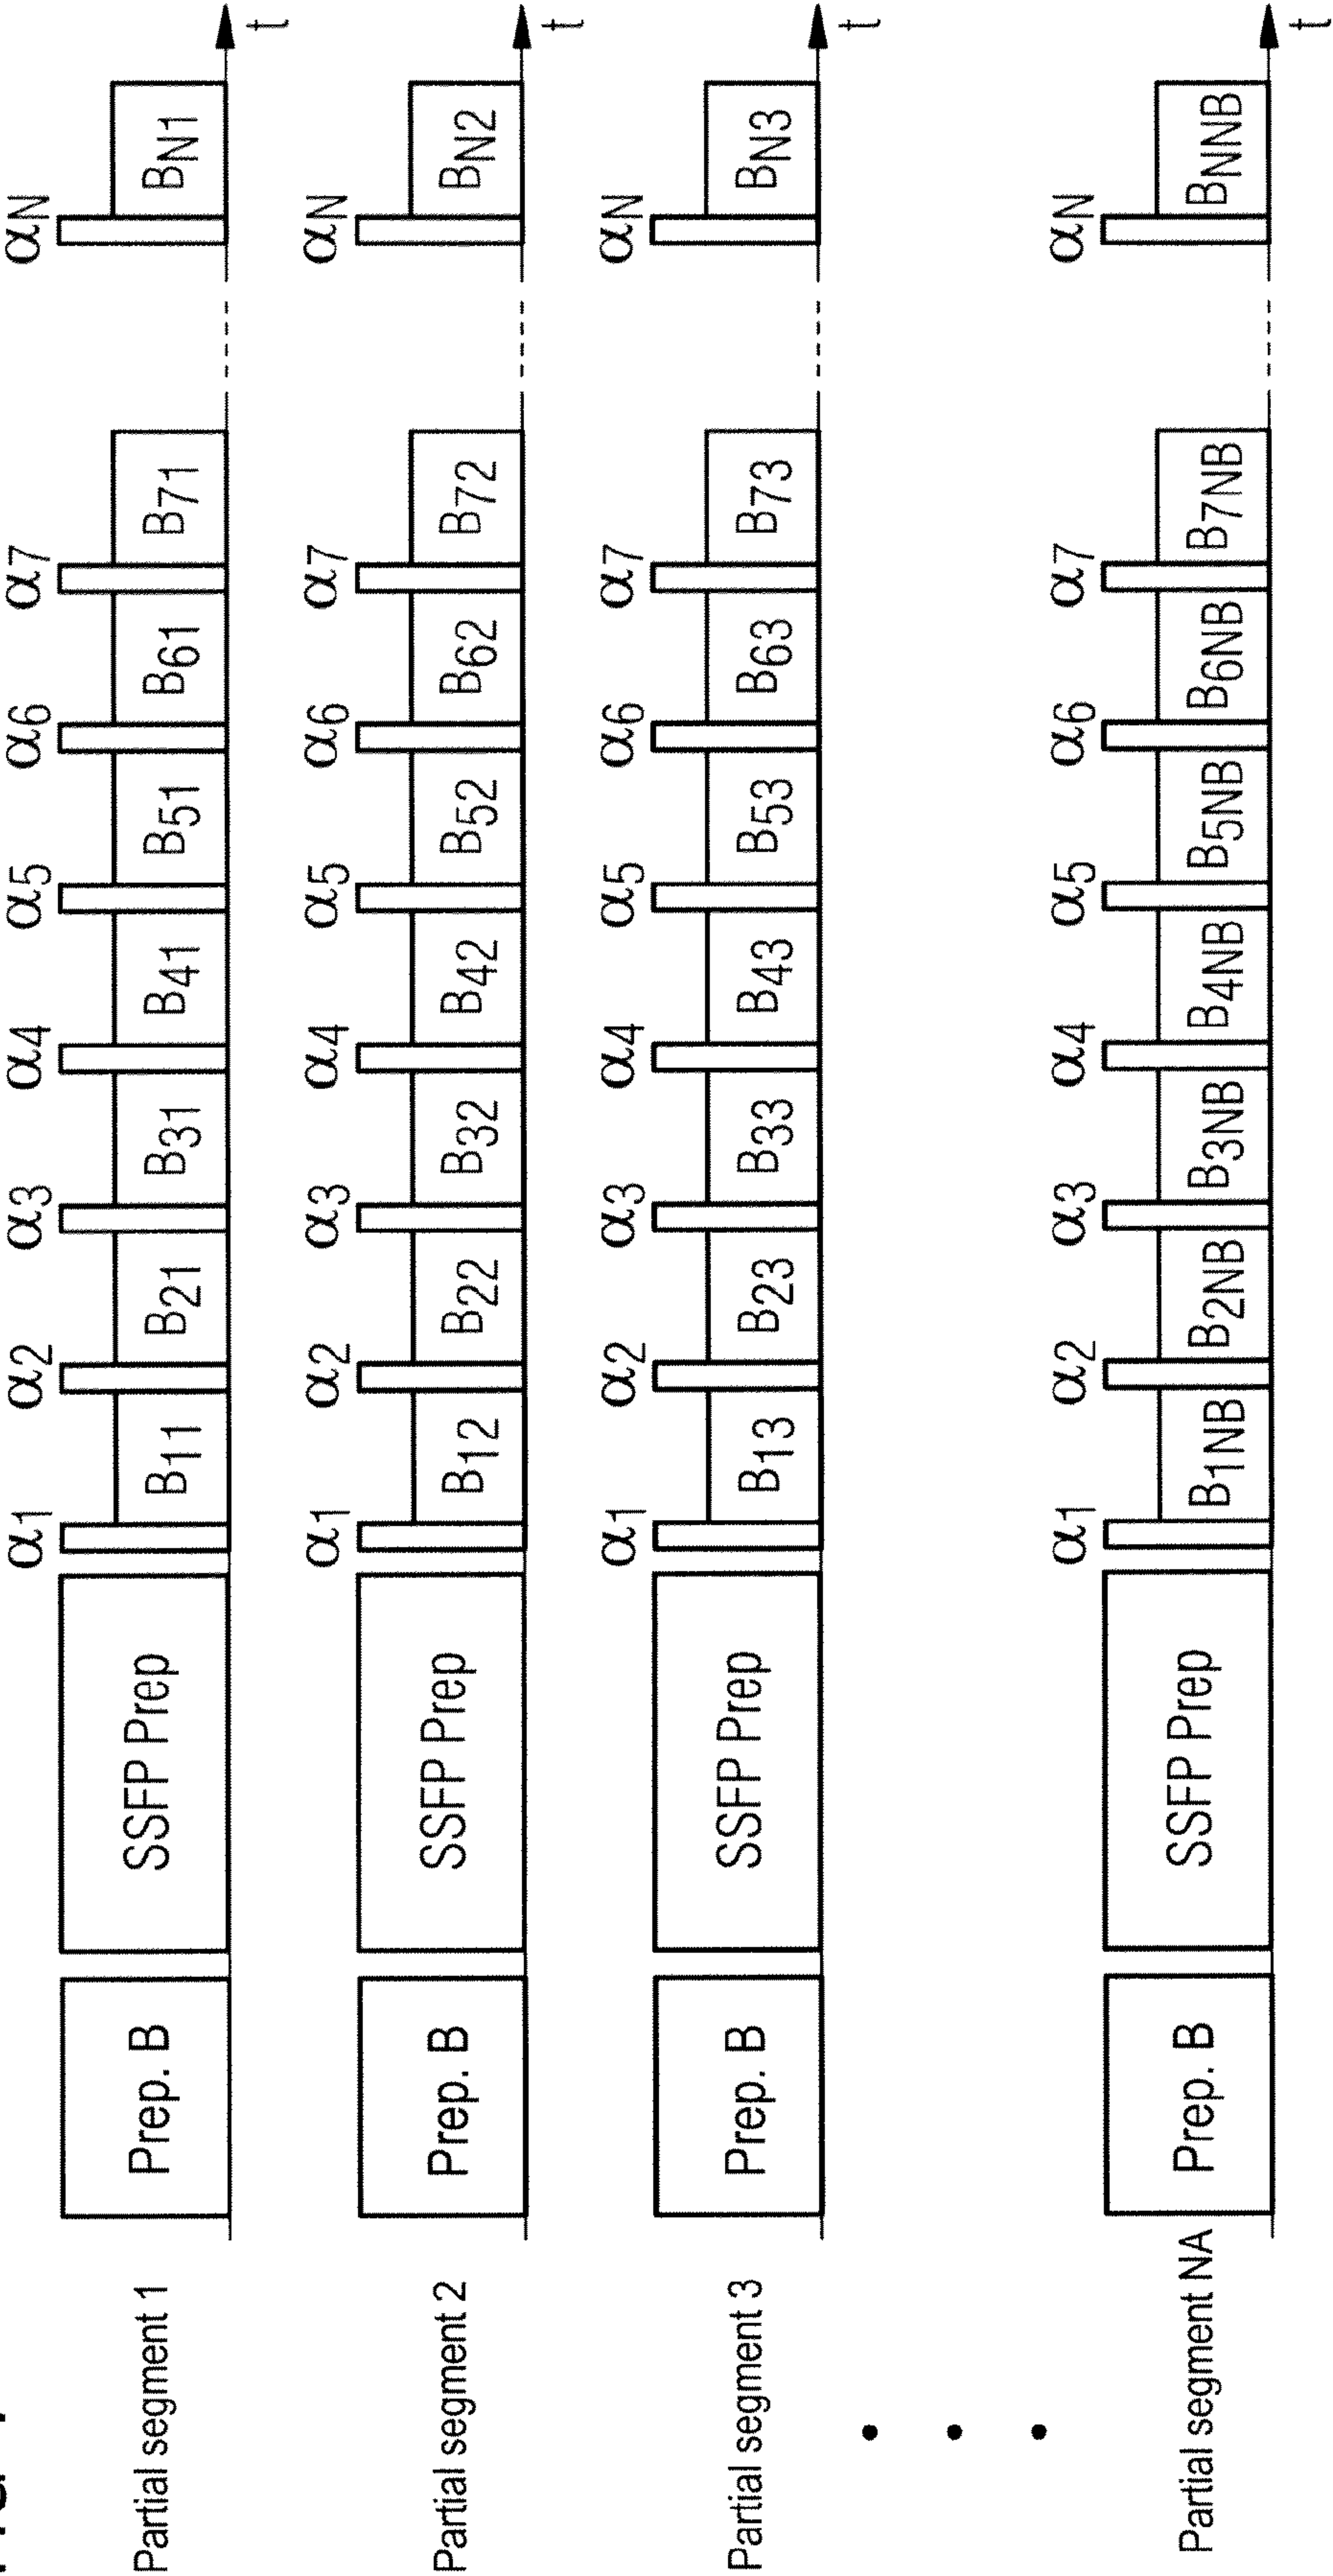 α1 α2 α3 α4 α5 α6 α7 αN
Partial segment 1 Prep. B SSFP Prep B11 B21 B31 B41 B51 B61 B71 BN1 t
α1 α2 α3 α4 α5 α6 α7 αN
Partial segment 2 Prep. B SSFP Prep B12 B22 B32 B42 B52 B62 B72 BN2 t
α1 α2 α3 α4 α5 α6 α7 αN
Partial segment 3 Prep. B SSFP Prep B13 B23 B33 B43 B53 B63 B73 BN3 t
α1 α2 α3 α4 α5 α6 α7 αN
Partial segment NA Prep. B SSFP Prep B1NB B2NB B3NB B4NB B5NB B6NB B7NB BNNB t